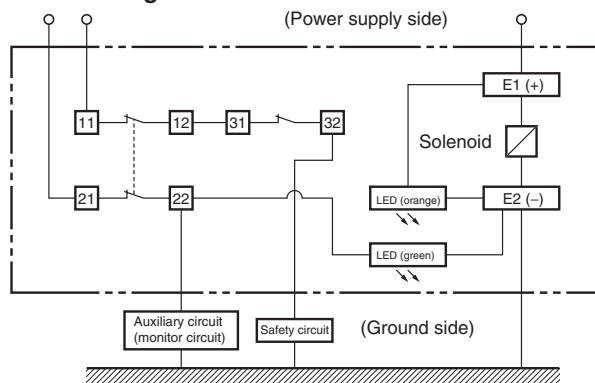 (Power supply side)
E1 (+)
11
12
31
32
Solenoid
21
22
LED (orange)
E2 (−)
LED (green)
Auxiliary circuit
(monitor circuit)
Safety circuit
(Ground side)